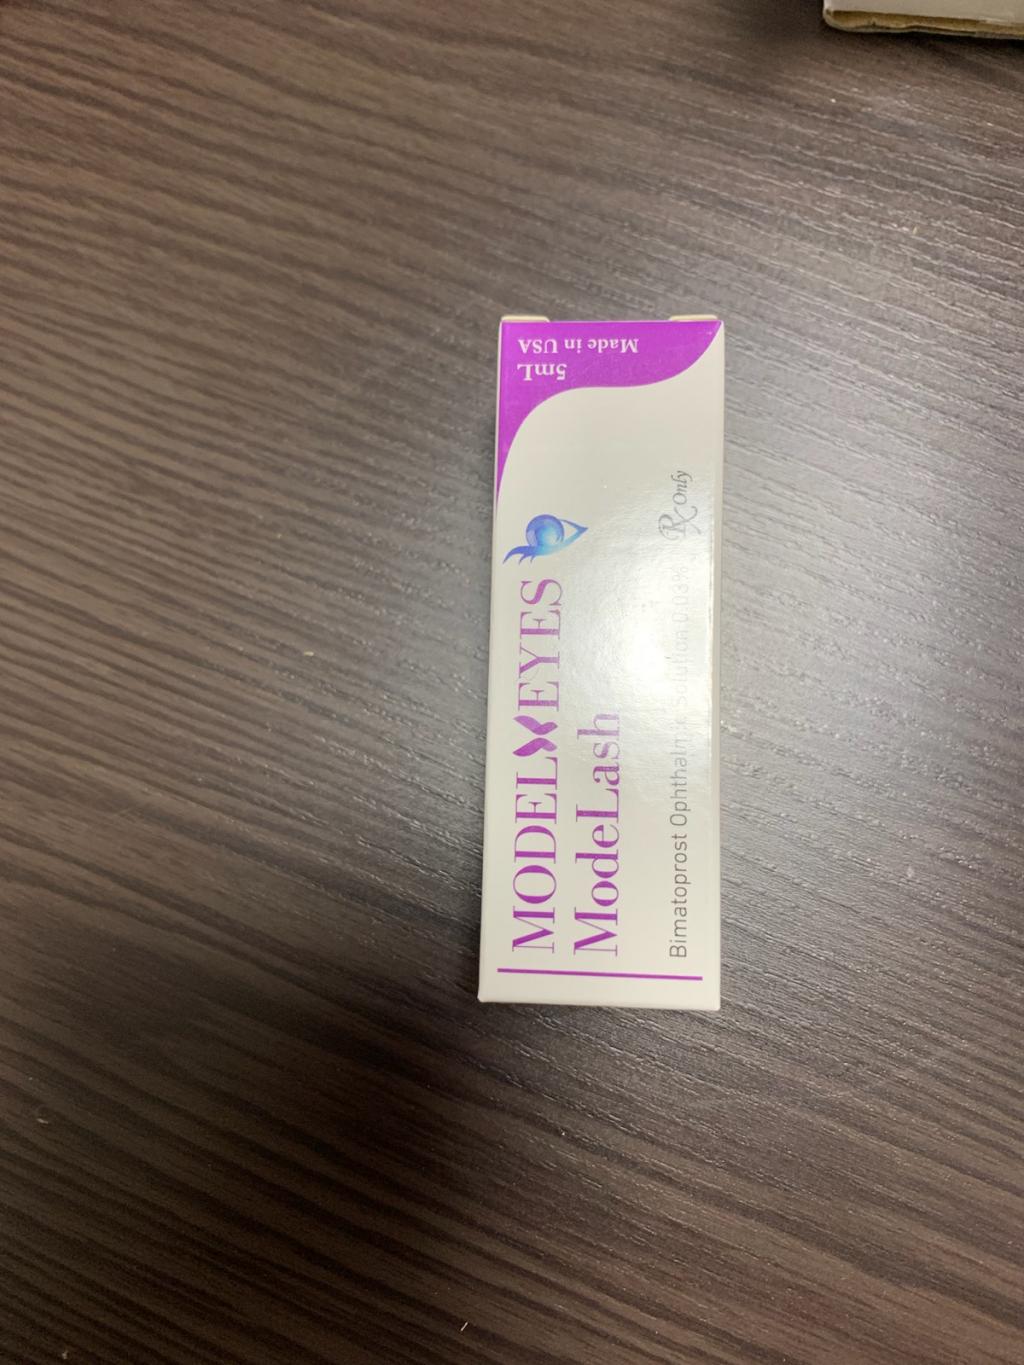 MODEL EYES
ModeLash
Bimatoprost Ophthalmic Solution 0.03%
Rx Only
5mL
Made in USA